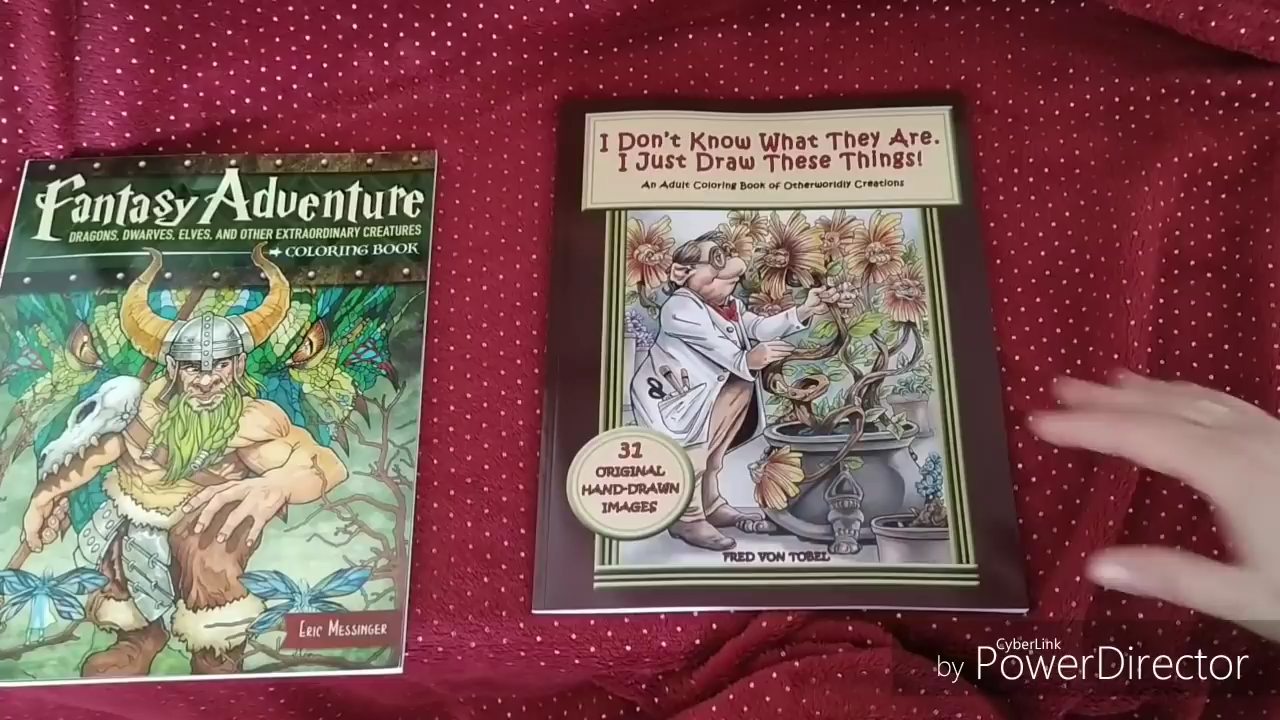 Fantasy Adventure
DRAGONS, DWARVES, ELVES, AND OTHER EXTRAORDINARY CREATURES
COLORING BOOK
ERIC MESSINGER
I Don't Know What They Are.
I Just Draw These Things!
An Adult Coloring Book of Otherworldly Creations
31
ORIGINAL
HAND-DRAWN
IMAGES
FRED VON TOBEL
CyberLink
by PowerDirector